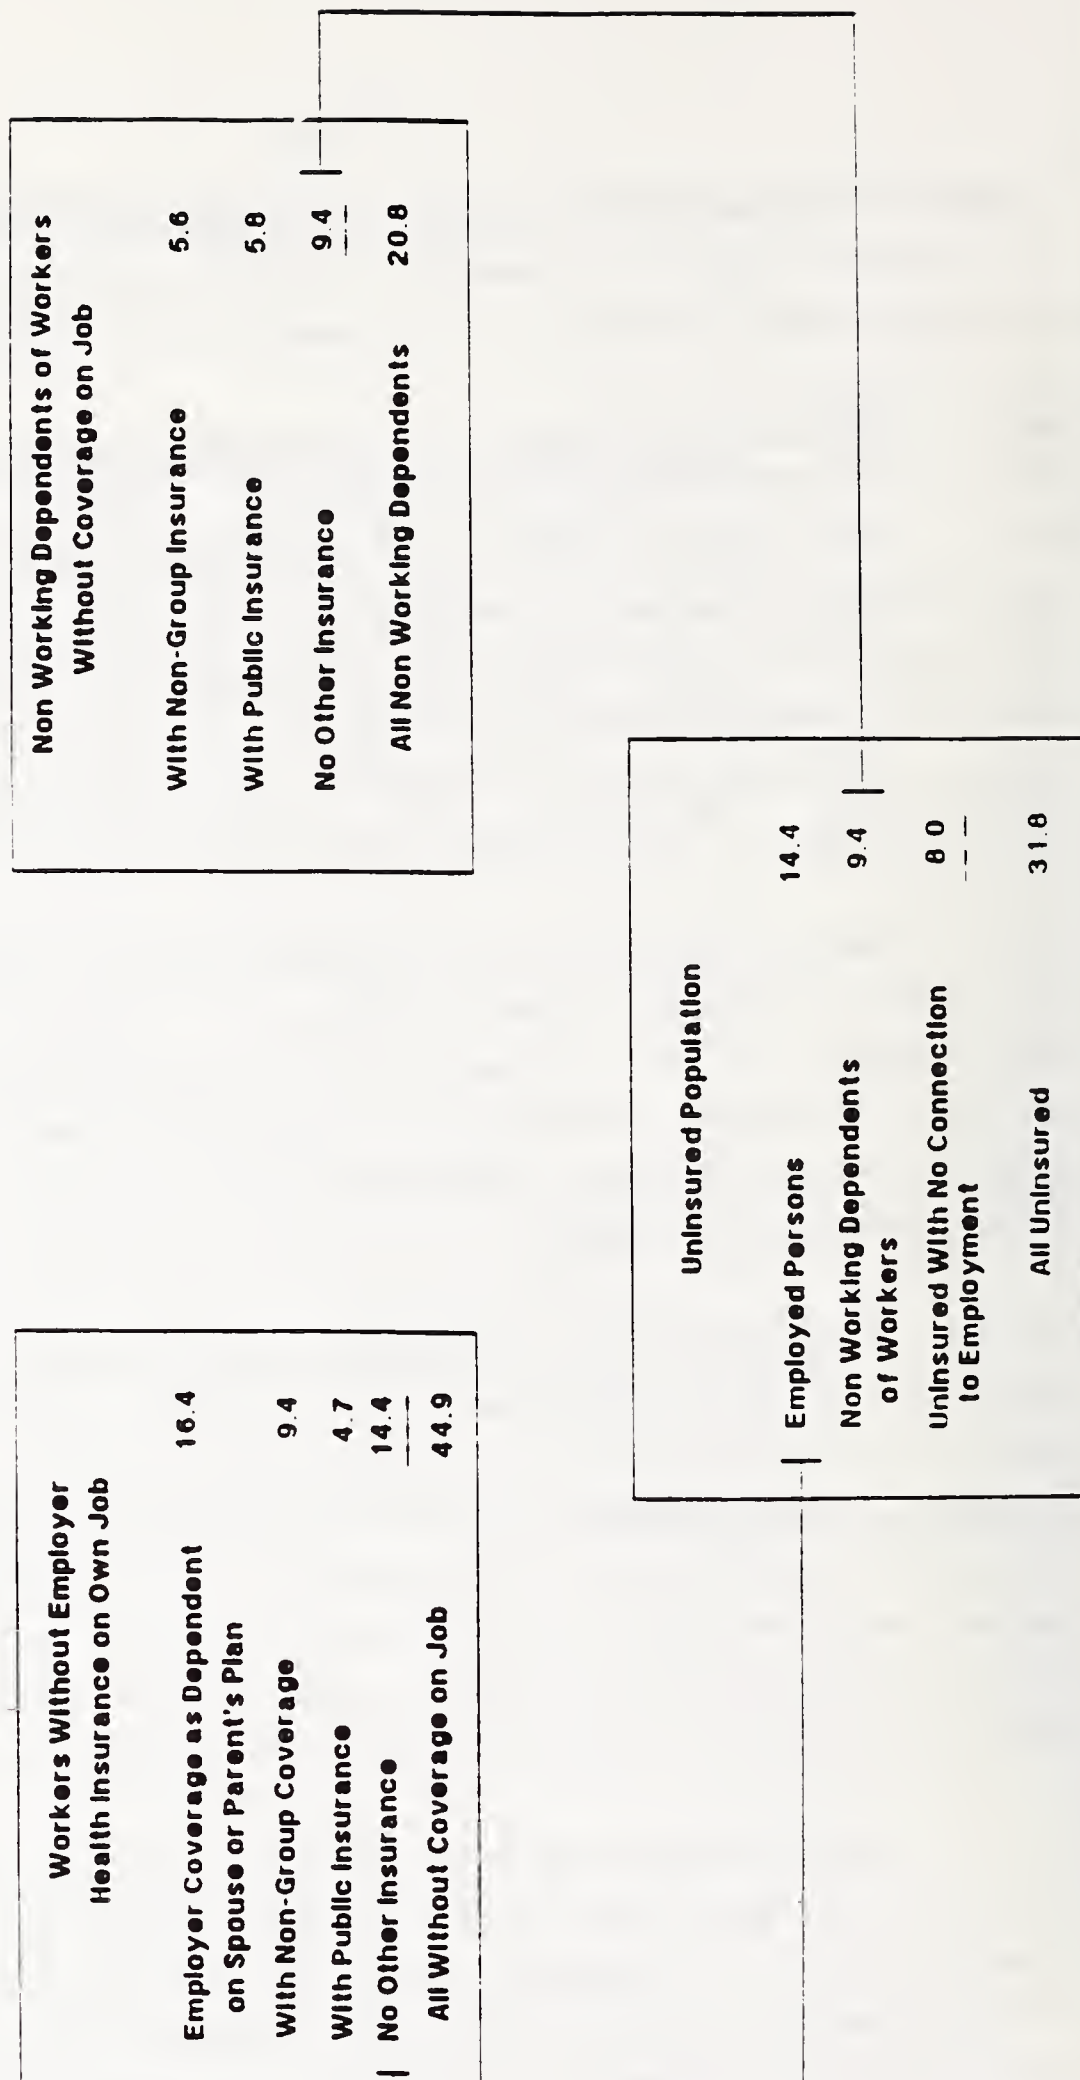 Workers Without Employer
Health Insurance on Own Job
Employer Coverage as Dependent 16.4
on Spouse or Parent's Plan
With Non-Group Coverage 9.4
With Public Insurance 4.7
No Other Insurance 14.4
All Without Coverage on Job 44.9
Non Working Dependents of Workers
Without Coverage on Job
With Non-Group Insurance 5.6
With Public Insurance 5.8
No Other Insurance 9.4
All Non Working Dependents 20.8
Uninsured Population
Employed Persons 14.4
Non Working Dependents 9.4
of Workers
Uninsured With No Connection 8 0
to Employment
All Uninsured 31.8